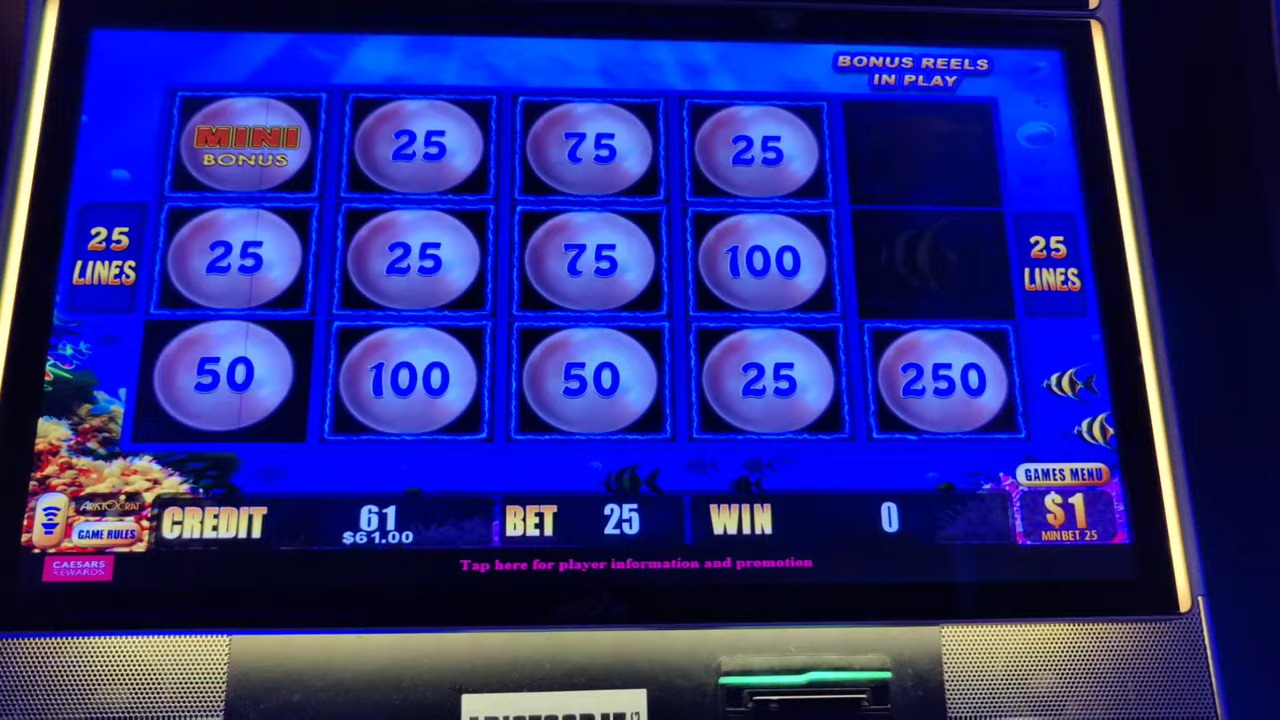 BONUS REELS
IN PLAY
MINI
BONUS
25
75
25
25
LINES
25
25
75
100
25
LINES
50
100
50
25
250
GAMES MENU
ARISTOCRAT
GAME RULES
CREDIT
61
$61.00
BET
25
WIN
0
$1
MIN BET 25
CAESARS
REWARDS
Tap here for player information and promotion
ARISTOCRAT